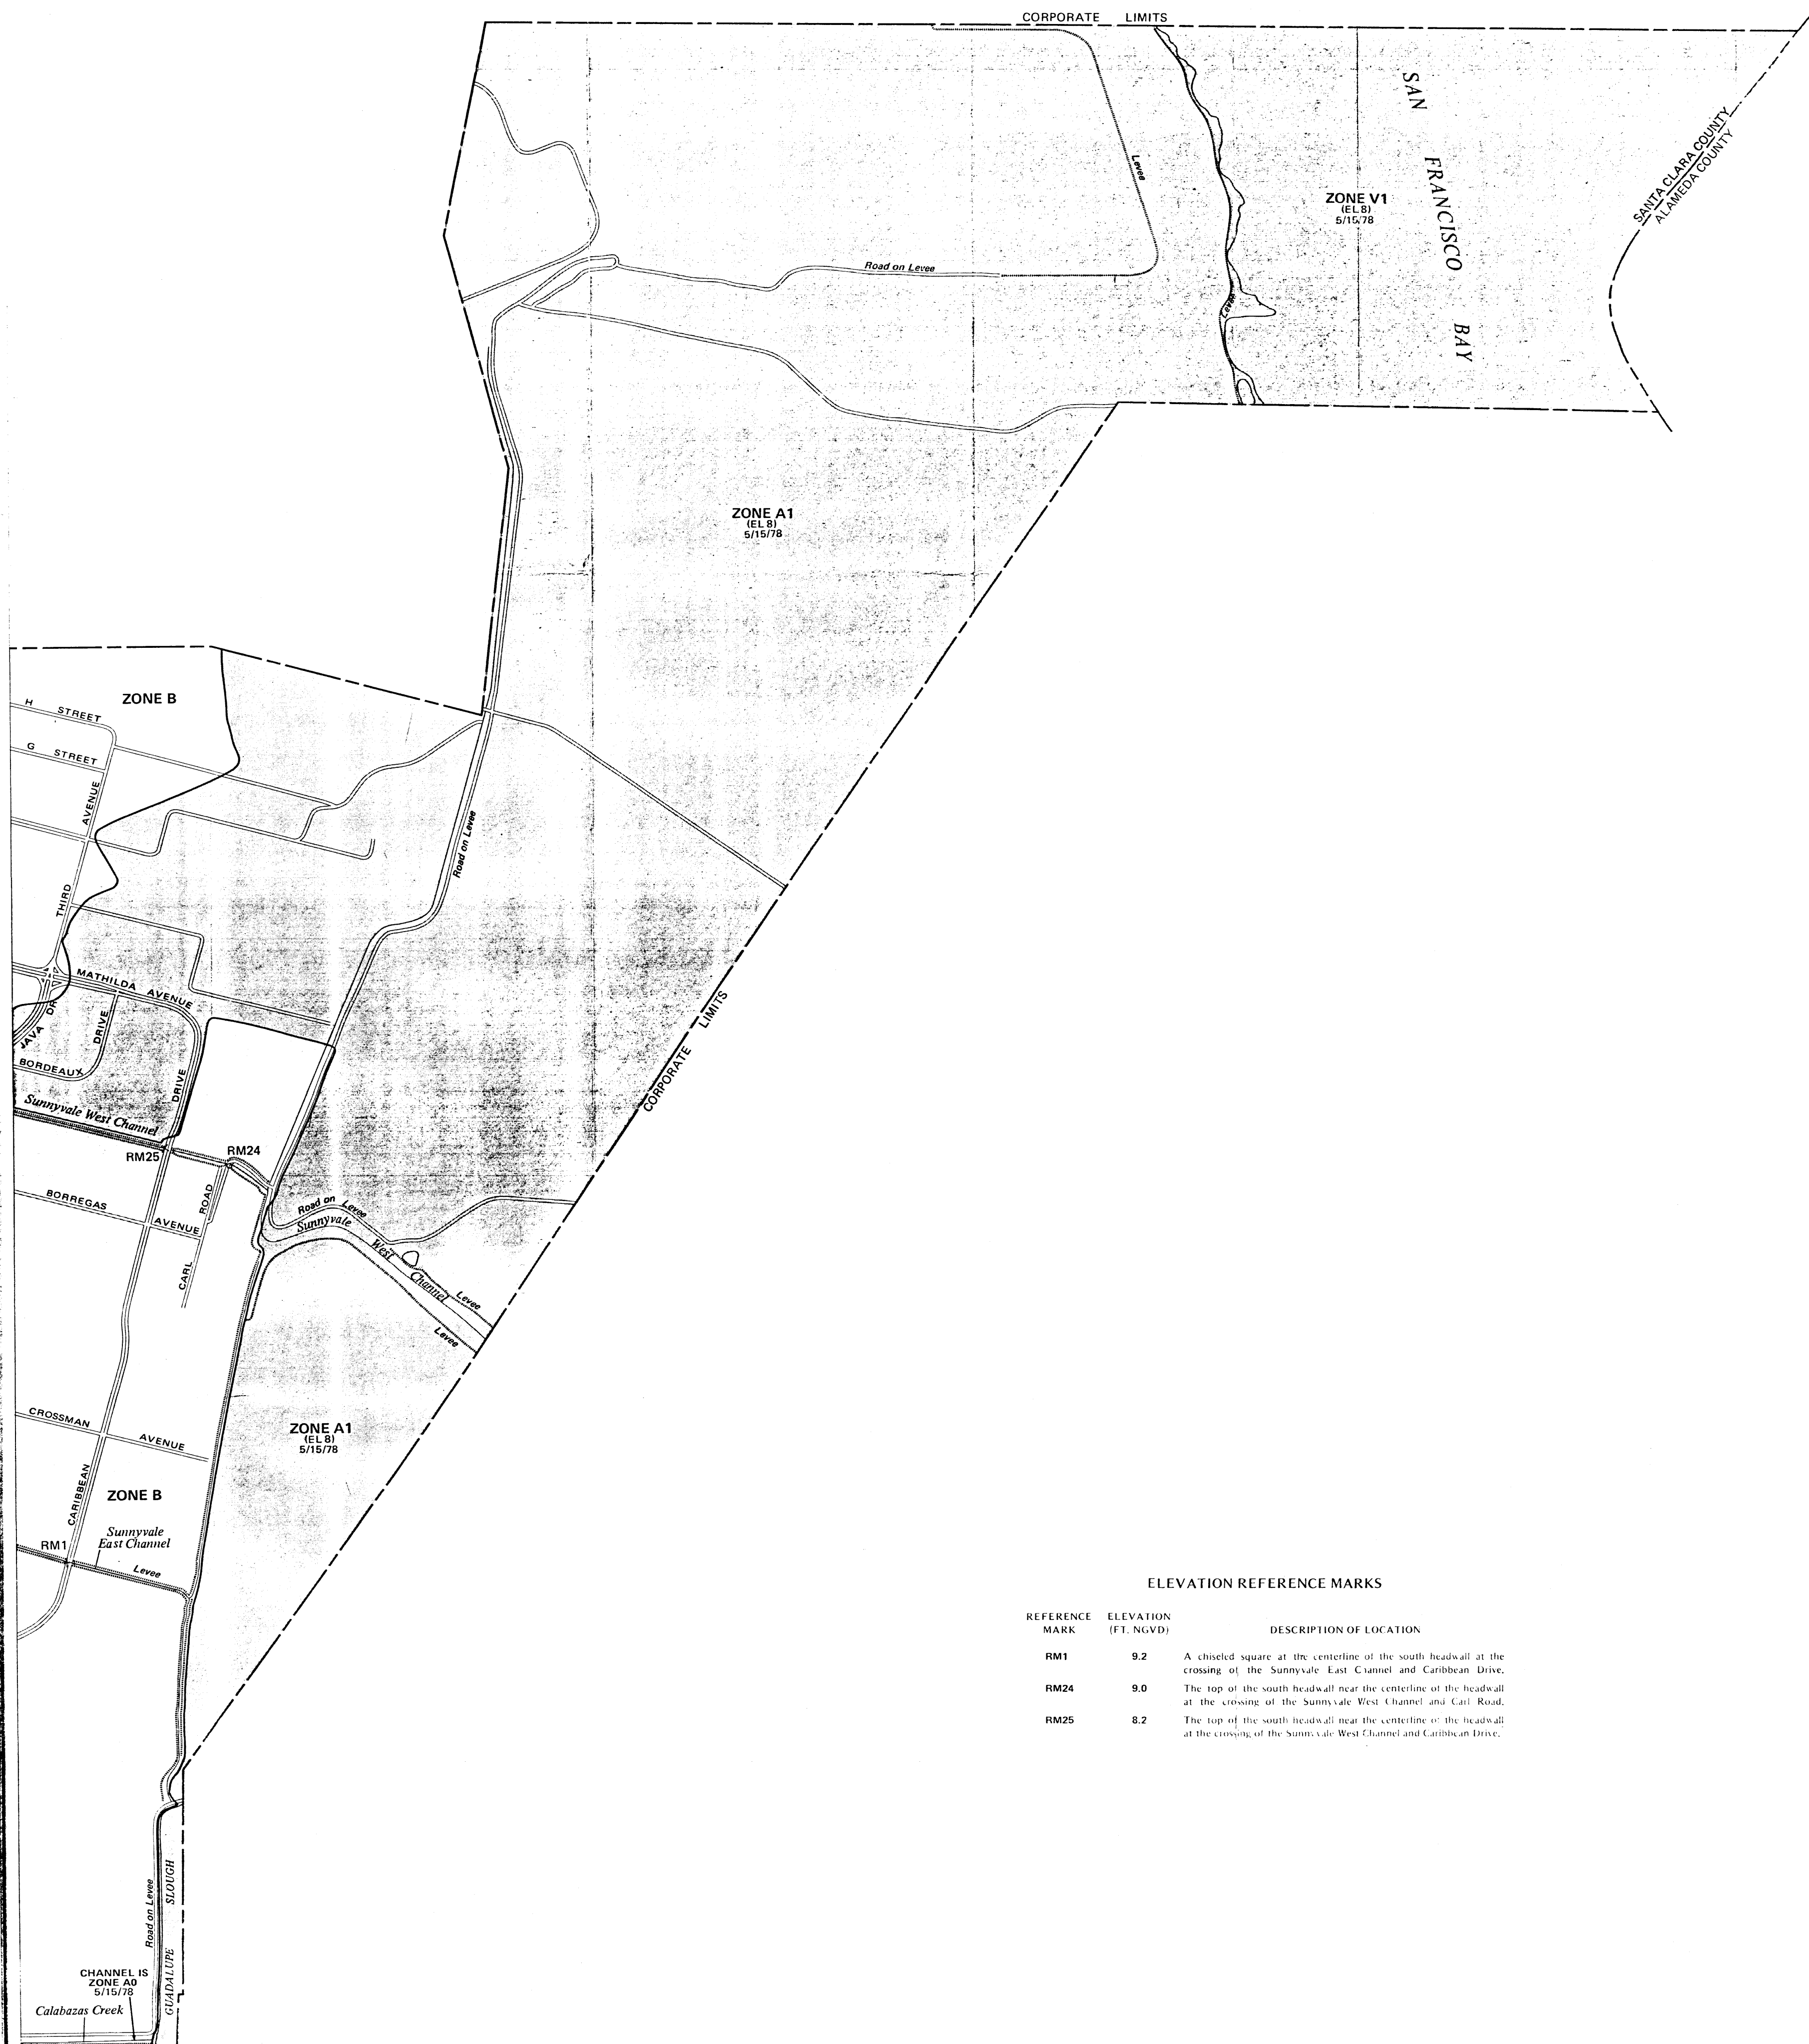 CORPORATE LIMITS
SAN FRANCISCO BAY
SANTA CLARA COUNTY
ALAMEDA COUNTY
Levee
ZONE V1
(EL 8)
5/15/78
Road on Levee
Levee
ZONE A1
(EL 8)
5/15/78
ZONE B
H STREET
G STREET
THIRD AVENUE
Road on Levee
MATHILDA AVENUE
JAVA DR
BORDEAUX DRIVE
CORPORATE LIMITS
Sunnyvale West Channel
RM25
RM24
BORREGAS AVENUE
CARL ROAD
Road on Levee
Sunnyvale West Channel
Levee
Levee
CROSSMAN AVENUE
ZONE A1
(EL 8)
5/15/78
CARIBBEAN DRIVE
ZONE B
Sunnyvale
East Channel
RM1
Levee
Road on Levee
GUADALUPE SLOUGH
CHANNEL IS
ZONE A0
5/15/78
Calabazas Creek
ELEVATION REFERENCE MARKS
REFERENCE ELEVATION
MARK (FT. NGVD) DESCRIPTION OF LOCATION
RM1 9.2 A chiseled square at the centerline of the south headwall at the
crossing of the Sunnyvale East Channel and Caribbean Drive.
RM24 9.0 The top of the south headwall near the centerline of the headwall
at the crossing of the Sunnyvale West Channel and Carl Road.
RM25 8.2 The top of the south headwall near the centerline of the headwall
at the crossing of the Sunnyvale West Channel and Caribbean Drive.